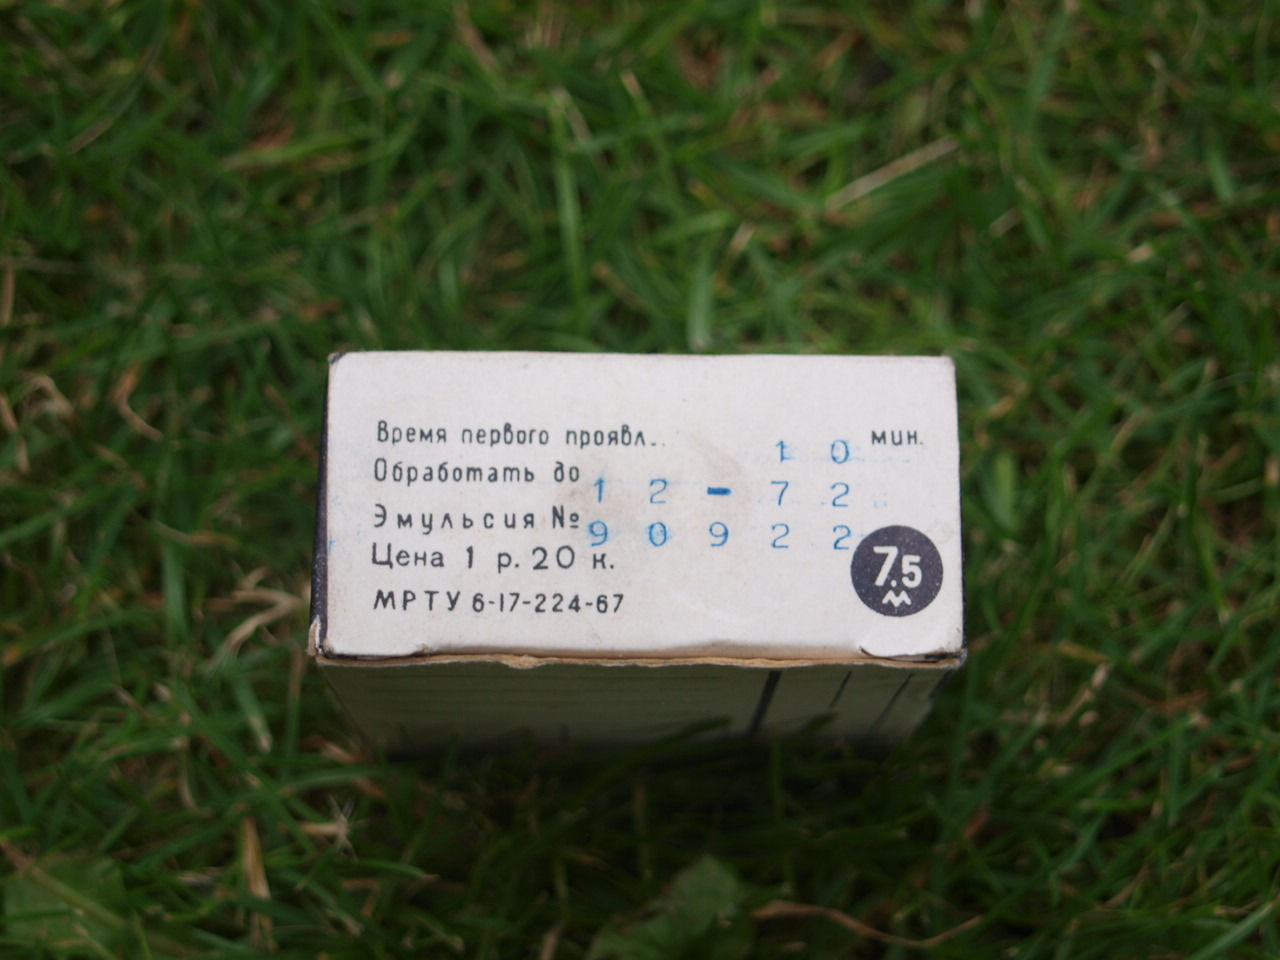 Время первого проявл... 10 мин.
Обработать до 12-72
Эмульсия № 90922
Цена 1 р. 20 к.
МРТУ 6-17-224-67
7,5
м